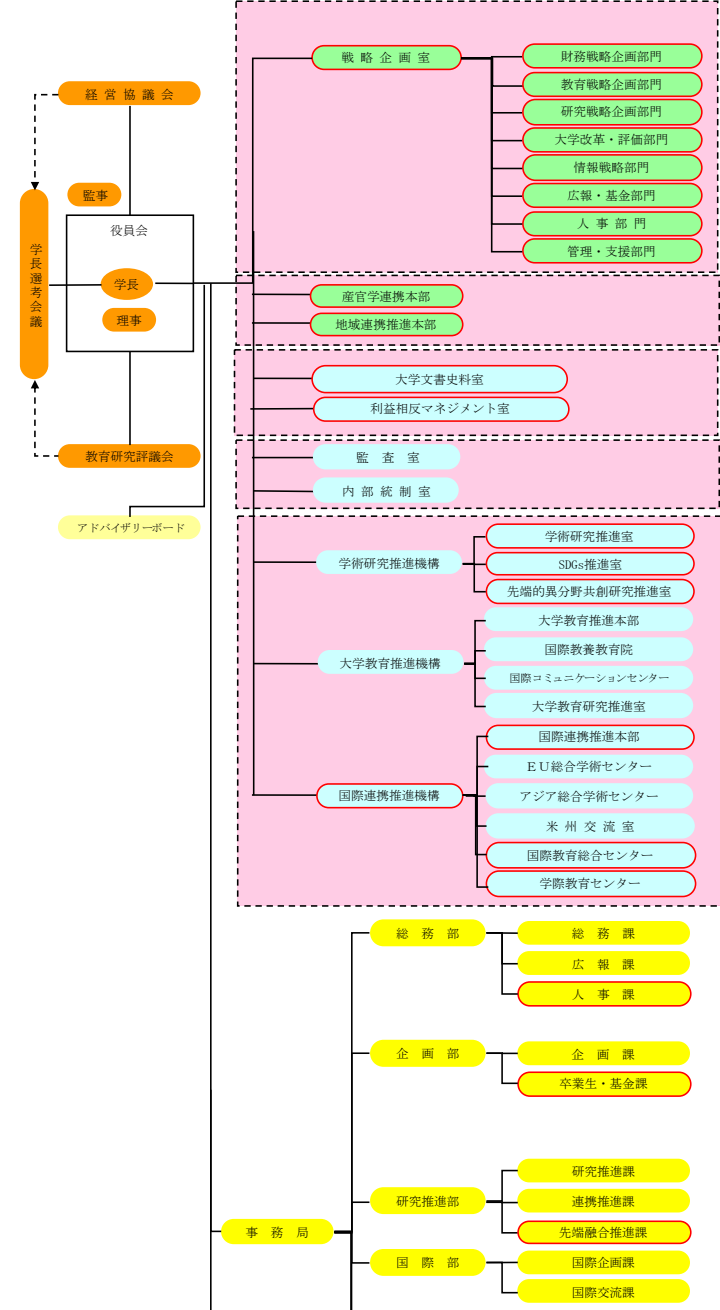 経営協議会
監事
役員会
学長
理事
学長選考会議
教育研究評議会
アドバイザリーボード
戦略企画室
財務戦略企画部門
教育戦略企画部門
研究戦略企画部門
大学改革・評価部門
情報戦略部門
広報・基金部門
人事部門
管理・支援部門
産官学連携本部
地域連携推進本部
大学文書史料室
利益相反マネジメント室
監査室
内部統制室
学術研究推進機構
学術研究推進室
SDGs推進室
先端的異分野共創研究推進室
大学教育推進機構
大学教育推進本部
国際教養教育院
国際コミュニケーションセンター
大学教育研究推進室
国際連携推進機構
国際連携推進本部
EU総合学術センター
アジア総合学術センター
米州交流室
国際教育総合センター
学際教育センター
事務局
総務部
総務課
広報課
人事課
企画部
企画課
卒業生・基金課
研究推進部
研究推進課
連携推進課
先端融合推進課
国際部
国際企画課
国際交流課